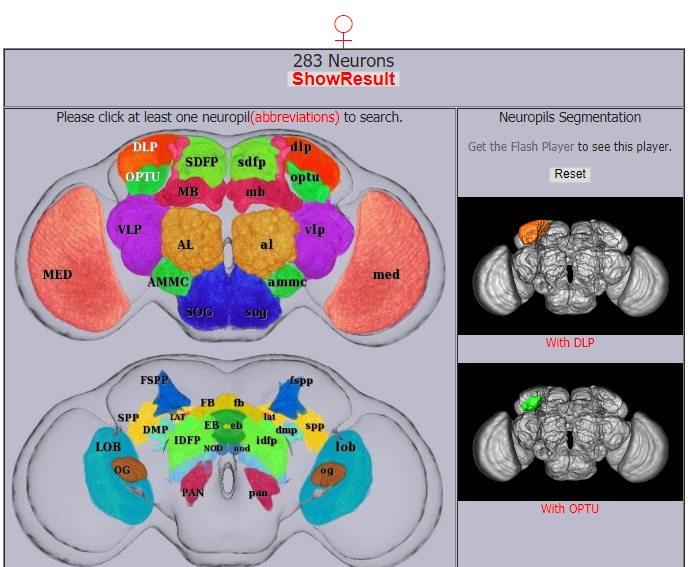 283 Neurons
ShowResult
Please click at least one neuropil(abbreviations) to search.
Neuropils Segmentation
Get the Flash Player to see this player.
Reset
DLP
SDFP
sdfp
dlp
OPTU
MB
mb
optu
VLP
AL
al
vlp
MED
AMMC
ammc
med
SOG
sog
With DLP
FSPP
fspp
SPP
LAT
FB
fb
lat
DMP
EB
eb
dmp
spp
LOB
IDFP
NOD
nod
idfp
lob
OG
og
PAN
pan
With OPTU